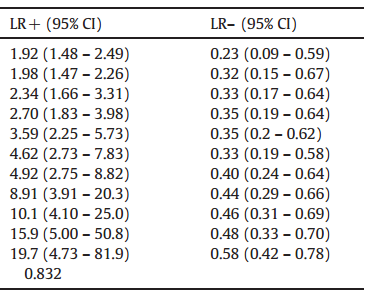 LR+ (95% CI) LR– (95% CI)
1.92 (1.48 – 2.49) 0.23 (0.09 – 0.59)
1.98 (1.47 – 2.26) 0.32 (0.15 – 0.67)
2.34 (1.66 – 3.31) 0.33 (0.17 – 0.64)
2.70 (1.83 – 3.98) 0.35 (0.19 – 0.64)
3.59 (2.25 – 5.73) 0.35 (0.2 – 0.62)
4.62 (2.73 – 7.83) 0.33 (0.19 – 0.58)
4.92 (2.75 – 8.82) 0.40 (0.24 – 0.64)
8.91 (3.91 – 20.3) 0.44 (0.29 – 0.66)
10.1 (4.10 – 25.0) 0.46 (0.31 – 0.69)
15.9 (5.00 – 50.8) 0.48 (0.33 – 0.70)
19.7 (4.73 – 81.9) 0.58 (0.42 – 0.78)
0.832